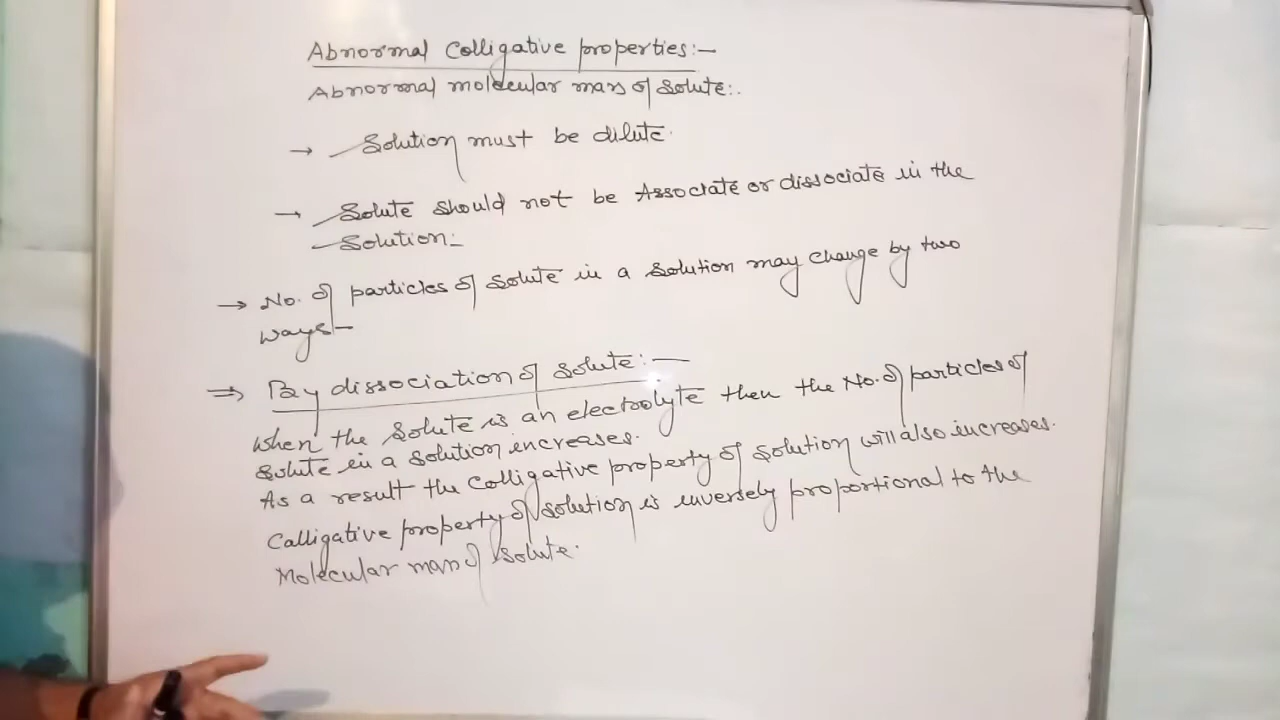 Abnormal Colligative properties:-
Abnormal molecular mass of solute:.
→ Solution must be dilute.
→ Solute should not be Associate or dissociate in the
Solution:-
→ No. of particles of solute in a solution may change by two
ways-
⇒ By dissociation of solute:—
When the solute is an electrolyte then the No. of particles of
solute in a solution increases.
As a result the colligative property of solution will also increases.
Calligative property of solution is inversely proportional to the
Molecular mass of solute.